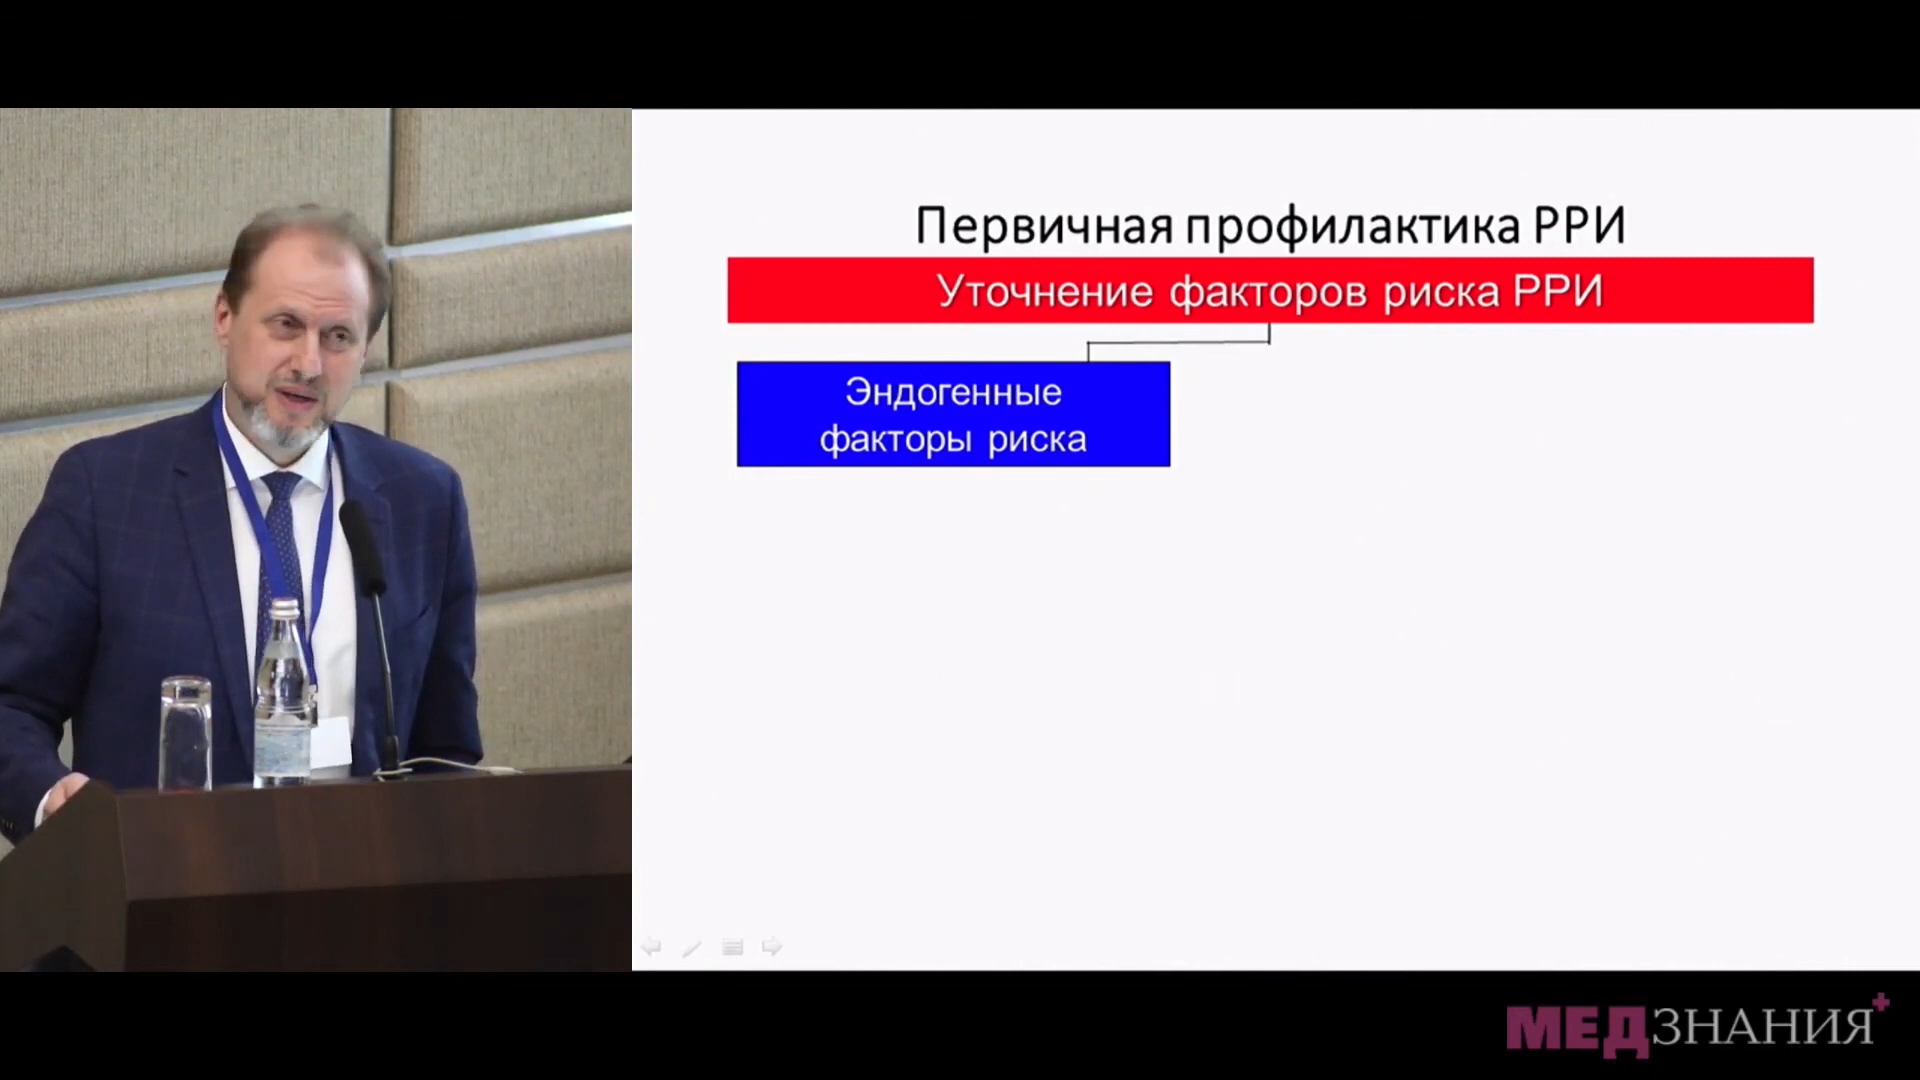 Первичная профилактика РРИ
Уточнение факторов риска РРИ
Эндогенные
факторы риска
МЕДЗНАНИЯ+